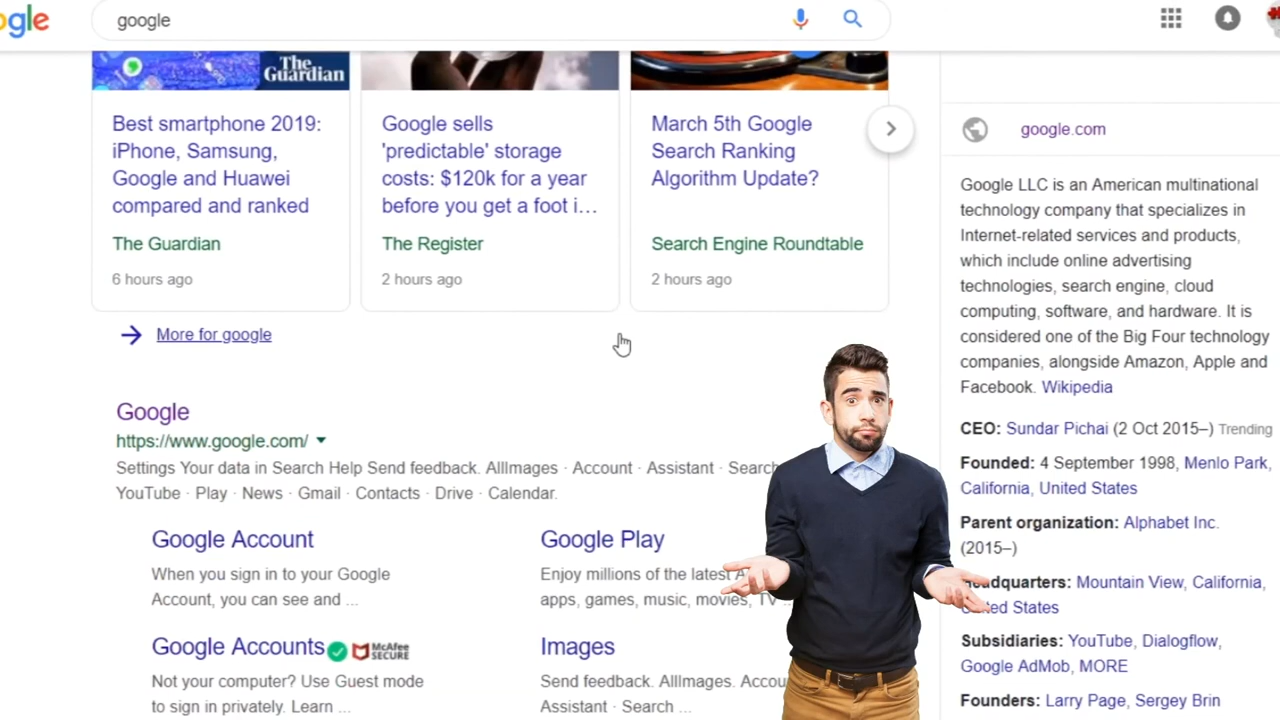 ogle
google
The
Guardian
Best smartphone 2019:
iPhone, Samsung,
Google and Huawei
compared and ranked
The Guardian
6 hours ago
Google sells
'predictable' storage
costs: $120k for a year
before you get a foot i...
The Register
2 hours ago
March 5th Google
Search Ranking
Algorithm Update?
Search Engine Roundtable
2 hours ago
More for google
Google
https://www.google.com/
Settings Your data in Search Help Send feedback. AllImages · Account · Assistant · Search
YouTube · Play · News · Gmail · Contacts · Drive · Calendar.
Google Account
When you sign in to your Google
Account, you can see and ...
Google Play
Enjoy millions of the latest A
apps, games, music, movies, TV ...
Google Accounts
McAfee
SECURE
Not your computer? Use Guest mode
to sign in privately. Learn ...
Images
Send feedback. AllImages. Accou
Assistant · Search ...
google.com
Google LLC is an American multinational
technology company that specializes in
Internet-related services and products,
which include online advertising
technologies, search engine, cloud
computing, software, and hardware. It is
considered one of the Big Four technology
companies, alongside Amazon, Apple and
Facebook. Wikipedia
CEO: Sundar Pichai (2 Oct 2015–) Trending
Founded: 4 September 1998, Menlo Park,
California, United States
Parent organization: Alphabet Inc.
(2015–)
Headquarters: Mountain View, California,
United States
Subsidiaries: YouTube, Dialogflow,
Google AdMob, MORE
Founders: Larry Page, Sergey Brin